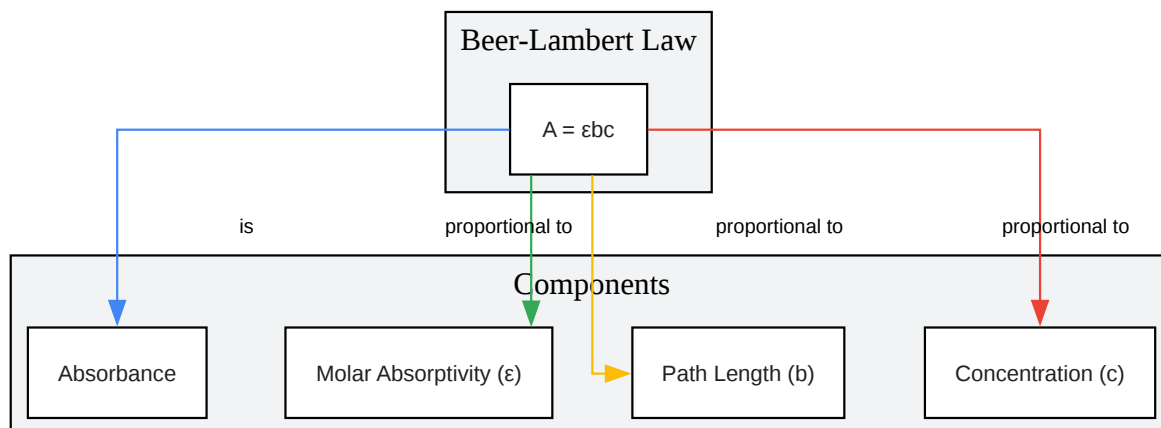 Beer-Lambert Law
A = εbc
is
proportional to
proportional to
proportional to
Components
Absorbance
Molar Absorptivity (ε)
Path Length (b)
Concentration (c)